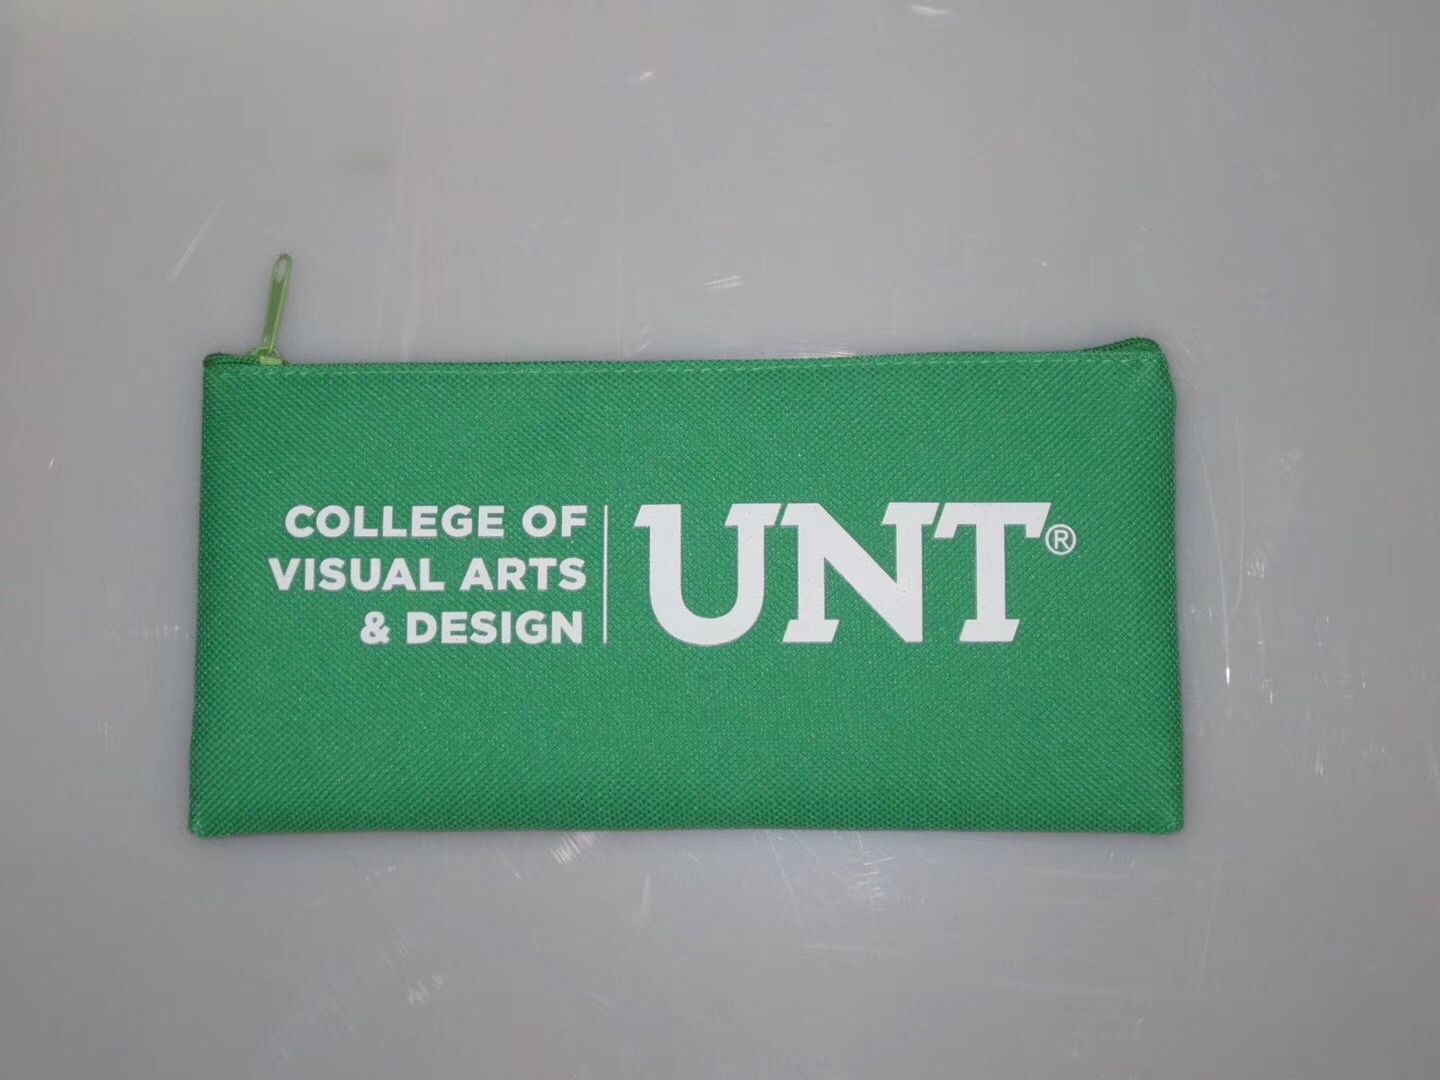 COLLEGE OF
VISUAL ARTS
& DESIGN
UNT®